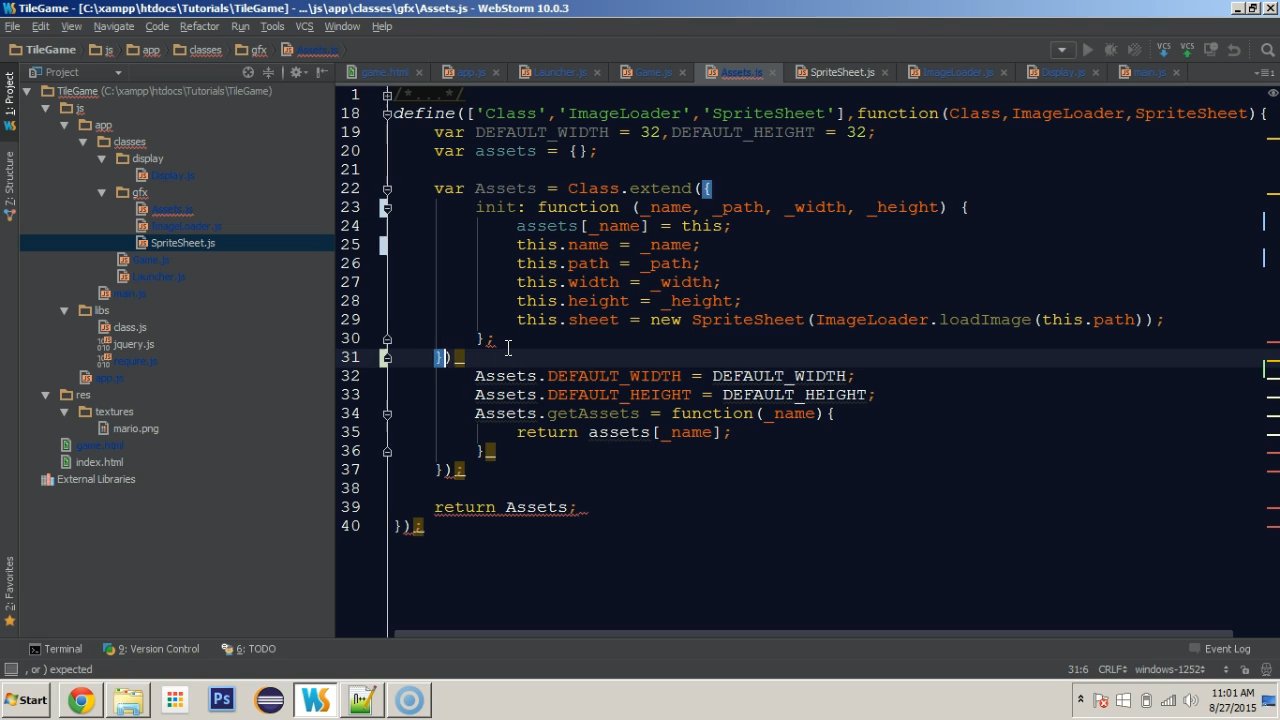 TileGame - [C:\xampp\htdocs\Tutorials\TileGame] - ...\js\app\classes\gfx\Assets.js - WebStorm 10.0.3
File Edit View Navigate Code Refactor Run Tools VCS Window Help
TileGame js app classes gfx Assets.js VCS VCS
Project game.html app.js Launcher.js Game.js Assets.js SpriteSheet.js ImageLoader.js Display.js main.js
1: Project
7: Structure
2: Favorites
TileGame (C:\xampp\htdocs\Tutorials\TileGame)
js
app
classes
display
Display.js
gfx
Assets.js
ImageLoader.js
SpriteSheet.js
Game.js
Launcher.js
main.js
libs
class.js
jquery.js
require.js
app.js
res
textures
mario.png
game.html
index.html
External Libraries
1 /*...*/
18 define(['Class','ImageLoader','SpriteSheet'],function(Class,ImageLoader,SpriteSheet){
19 var DEFAULT_WIDTH = 32,DEFAULT_HEIGHT = 32;
20 var assets = {};
21
22 var Assets = Class.extend({
23 init: function (_name, _path, _width, _height) {
24 assets[_name] = this;
25 this.name = _name;
26 this.path = _path;
27 this.width = _width;
28 this.height = _height;
29 this.sheet = new SpriteSheet(ImageLoader.loadImage(this.path));
30 };
31 })
32 Assets.DEFAULT_WIDTH = DEFAULT_WIDTH;
33 Assets.DEFAULT_HEIGHT = DEFAULT_HEIGHT;
34 Assets.getAssets = function(_name){
35 return assets[_name];
36 }
37 });
38
39 return Assets;
40 });
Terminal 9: Version Control 6: TODO Event Log
, or ) expected 31:6 CRLF windows-1252
Start Ps WS n++ 11:01 AM
8/27/2015